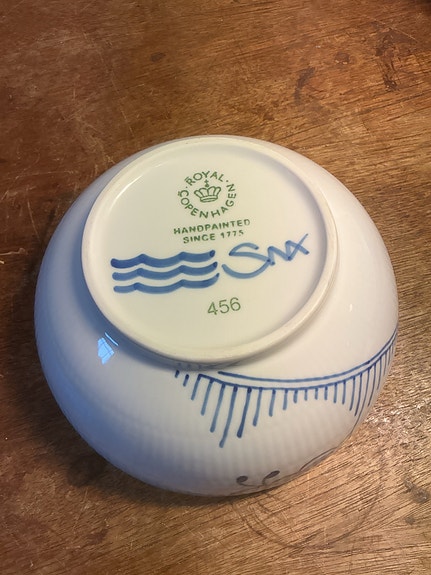 ROYAL COPENHAGEN
HANDPAINTED
SINCE 1775
456